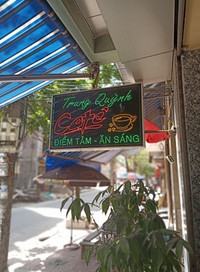 Trung Quỳnh
Cafe
ĐIỂM TÂM - ĂN SÁNG